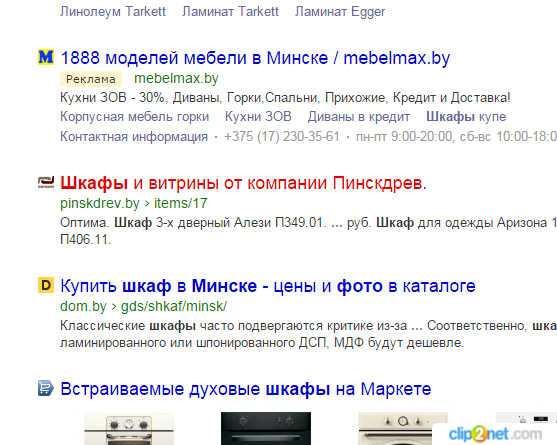 Линолеум Tarkett Ламинат Tarkett Ламинат Egger
1888 моделей мебели в Минске / mebelmax.by
Реклама mebelmax.by
Кухни ЗОВ - 30%, Диваны, Горки,Спальни, Прихожие, Кредит и Доставка!
Корпусная мебель горки Кухни ЗОВ Диваны в кредит Шкафы купе
Контактная информация · +375 (17) 230-35-61 · пн-пт 9:00-20:00, сб-вс 10:00-18:0
Шкафы и витрины от компании Пинскдрев.
pinskdrev.by › items/17
Оптима. Шкаф 3-х дверный Алези П349.01. ... руб. Шкаф для одежды Аризона 1
П406.11.
Купить шкаф в Минске - цены и фото в каталоге
dom.by › gds/shkaf/minsk/
Классические шкафы часто подвергаются критике из-за ... Соответственно, шка
ламинированного или шпонированного ДСП, МДФ будут дешевле.
Встраиваемые духовые шкафы на Маркете
clip2net.com